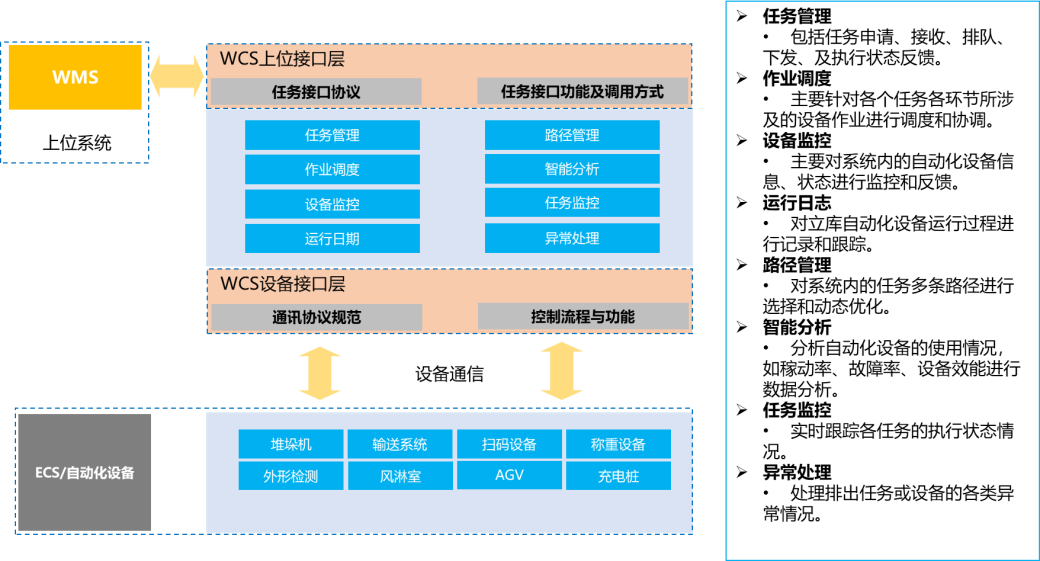 WMS
上位系统
WCS上位接口层
任务接口协议
任务接口功能及调用方式
任务管理
路径管理
作业调度
智能分析
设备监控
任务监控
运行日期
异常处理
WCS设备接口层
通讯协议规范
控制流程与功能
设备通信
ECS/自动化设备
堆垛机
输送系统
扫码设备
称重设备
外形检测
风淋室
AGV
充电桩
➢ 任务管理
• 包括任务申请、接收、排队、
下发、及执行状态反馈。
➢ 作业调度
• 主要针对各个任务各环节所涉
及的设备作业进行调度和协调。
➢ 设备监控
• 主要对系统内的自动化设备信
息、状态进行监控和反馈。
➢ 运行日志
• 对立库自动化设备运行过程进
行记录和跟踪。
➢ 路径管理
• 对系统内的任务多条路径进行
选择和动态优化。
➢ 智能分析
• 分析自动化设备的使用情况，
如稼动率、故障率、设备效能进行
数据分析。
➢ 任务监控
• 实时跟踪各任务的执行状态情
况。
➢ 异常处理
• 处理排出任务或设备的各类异
常情况。